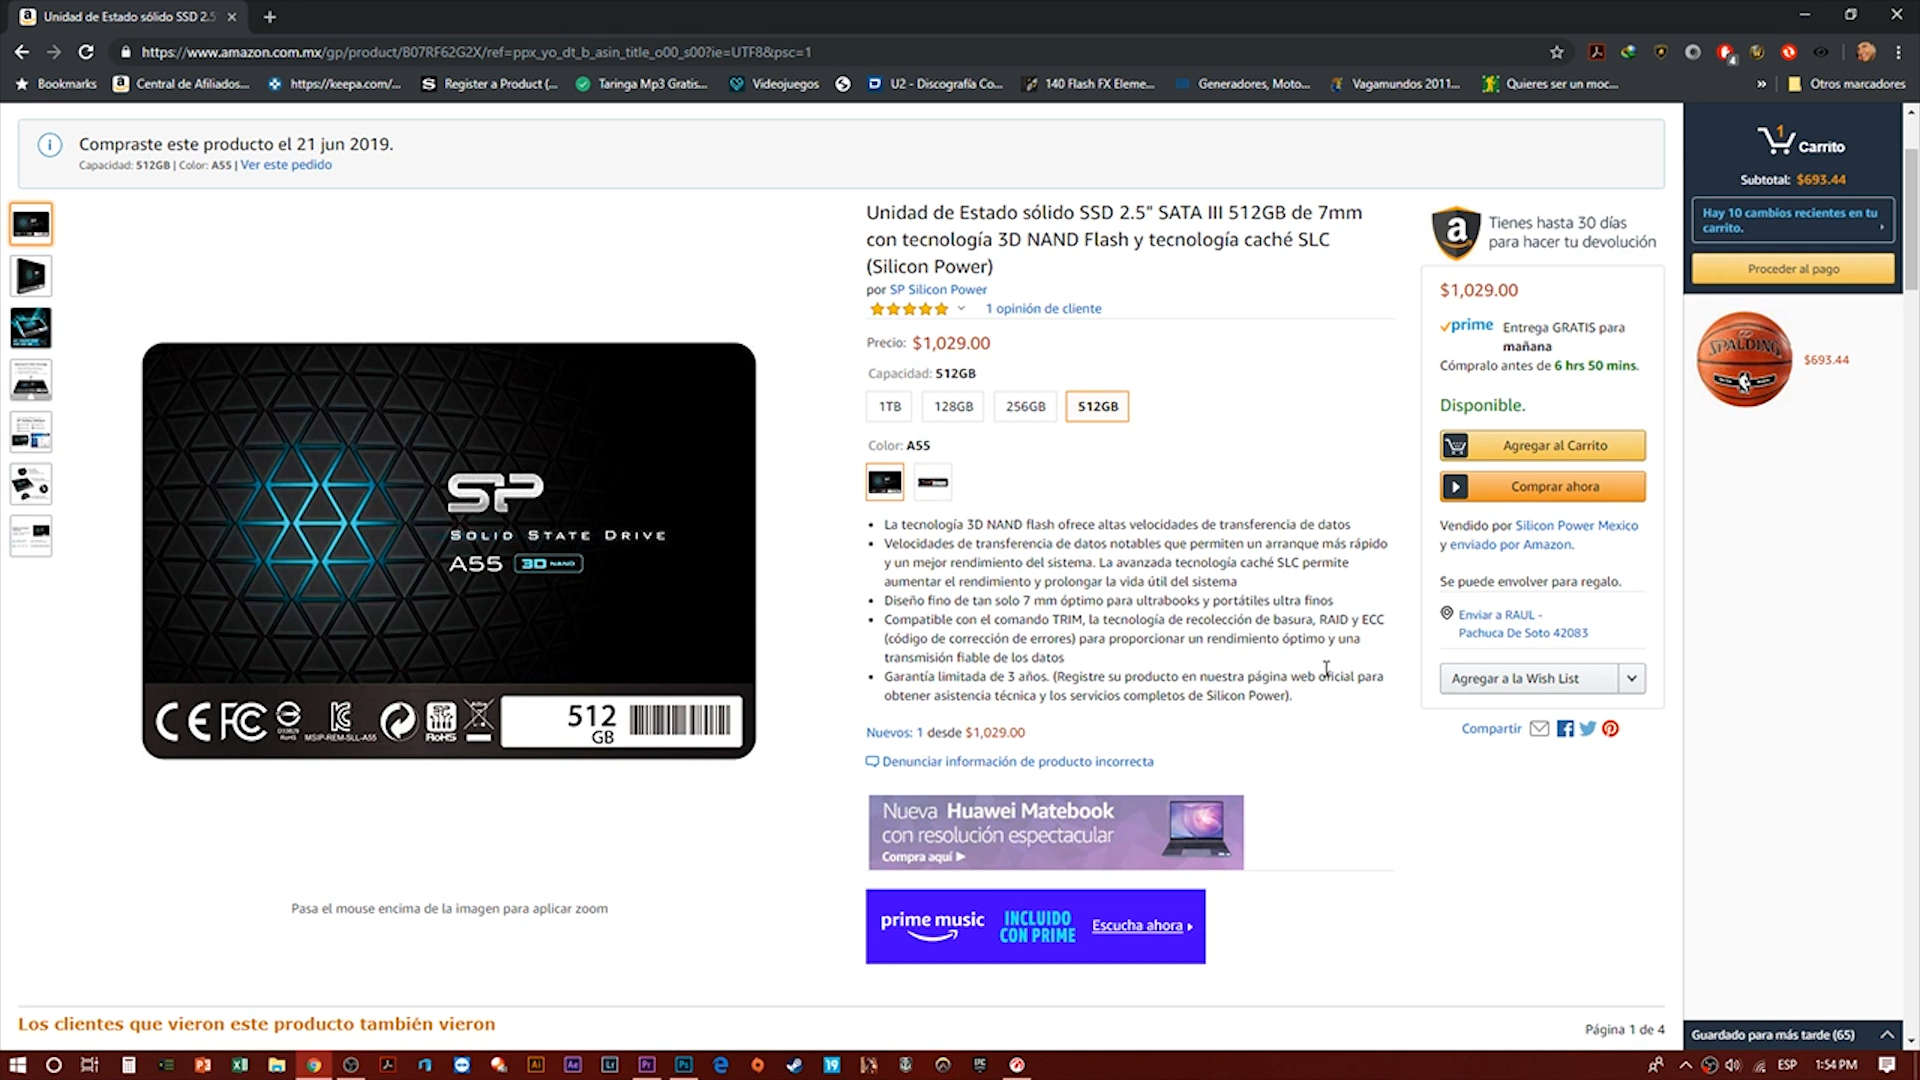 Unidad de Estado sólido SSD 2.5"
https://www.amazon.com.mx/gp/product/B07RF62G2X/ref=ppx_yo_dt_b_asin_title_o00_s00?ie=UTF8&psc=1
4
Bookmarks
Central de Afiliados...
https://keepa.com/...
Register a Product (...
Taringa Mp3 Gratis...
Videojuegos
U2 - Discografía Co...
140 Flash FX Eleme...
Generadores, Moto...
Vagamundos 2011...
Quieres ser un moc...
»
Otros marcadores
Compraste este producto el 21 jun 2019.
Capacidad: 512GB | Color: A55 | Ver este pedido
SP
SOLID STATE DRIVE
A55 3D NAND
CE FC RoHS
MSIP-REM-SLL-A55
512
GB
Pasa el mouse encima de la imagen para aplicar zoom
Unidad de Estado sólido SSD 2.5" SATA III 512GB de 7mm
con tecnología 3D NAND Flash y tecnología caché SLC
(Silicon Power)
por SP Silicon Power
1 opinión de cliente
Precio: $1,029.00
Capacidad: 512GB
1TB 128GB 256GB 512GB
Color: A55
• La tecnología 3D NAND flash ofrece altas velocidades de transferencia de datos
• Velocidades de transferencia de datos notables que permiten un arranque más rápido
y un mejor rendimiento del sistema. La avanzada tecnología caché SLC permite
aumentar el rendimiento y prolongar la vida útil del sistema
• Diseño fino de tan solo 7 mm óptimo para ultrabooks y portátiles ultra finos
• Compatible con el comando TRIM, la tecnología de recolección de basura, RAID y ECC
(código de corrección de errores) para proporcionar un rendimiento óptimo y una
transmisión fiable de los datos
• Garantía limitada de 3 años. (Registre su producto en nuestra página web oficial para
obtener asistencia técnica y los servicios completos de Silicon Power).
Nuevos: 1 desde $1,029.00
Denunciar información de producto incorrecta
Nueva Huawei Matebook
con resolución espectacular
Compra aquí
prime music
INCLUIDO
CON PRIME
Escucha ahora
Tienes hasta 30 días
para hacer tu devolución
$1,029.00
prime Entrega GRATIS para
mañana
Cómpralo antes de 6 hrs 50 mins.
Disponible.
Agregar al Carrito
Comprar ahora
Vendido por Silicon Power Mexico
y enviado por Amazon.
Se puede envolver para regalo.
Enviar a RAUL -
Pachuca De Soto 42083
Agregar a la Wish List
Compartir
1
Carrito
Subtotal: $693.44
Hay 10 cambios recientes en tu
carrito.
Proceder al pago
SPALDING
$693.44
Los clientes que vieron este producto también vieron
Página 1 de 4
Guardado para más tarde (65)
ESP
1:54 PM